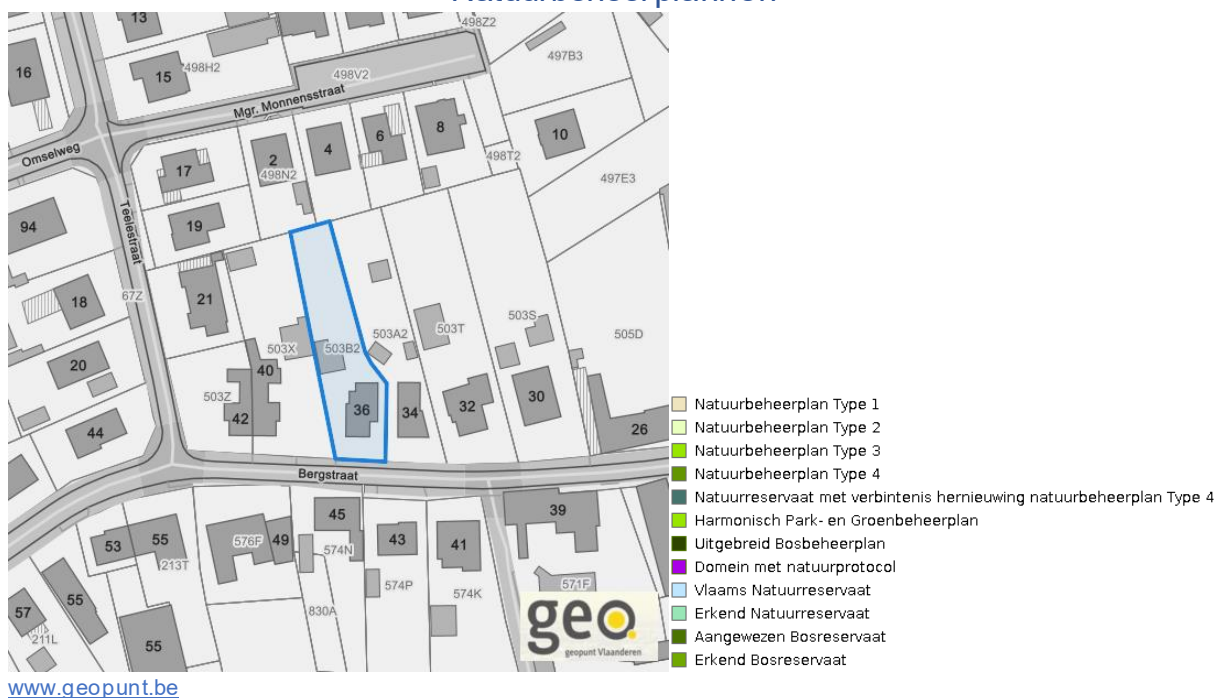 Natuurbeheerplannen
13
498Z2
16
15
498H2
498V2
497B3
Mgr. Monnensstraat
Omselweg
17
2
498N2
4
6
8
498T2
10
497E3
94
Teelestraat
19
67Z
18
21
503X
503B2
503A2
503T
503S
505D
20
40
503Z
42
36
34
32
30
26
44
Bergstraat
53
55
213T
576F
49
45
574N
43
41
39
574P
574K
571F
57
55
211L
55
830A
geo
geopunt Vlaanderen
Natuurbeheerplan Type 1
Natuurbeheerplan Type 2
Natuurbeheerplan Type 3
Natuurbeheerplan Type 4
Natuurreservaat met verbintenis hernieuwing natuurbeheerplan Type 4
Harmonisch Park- en Groenbeheerplan
Uitgebreid Bosbeheerplan
Domein met natuurprotocol
Vlaams Natuurreservaat
Erkend Natuurreservaat
Aangewezen Bosreservaat
Erkend Bosreservaat
www.geopunt.be